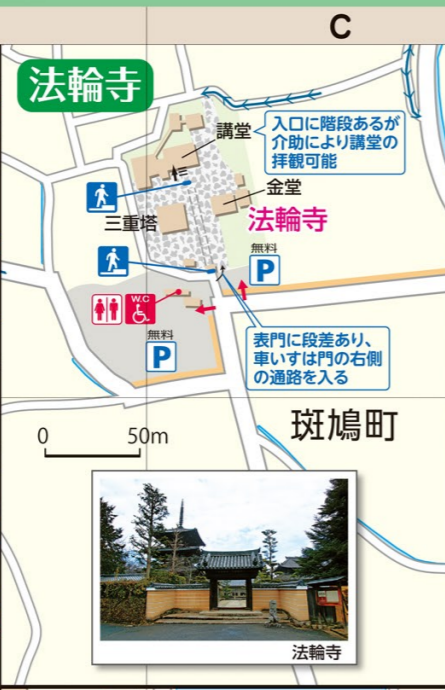 C
法輪寺
講堂
入口に階段あるが
介助により講堂の
拝観可能
金堂
三重塔
法輪寺
無料
P
W.C
無料
P
表門に段差あり、
車いすは門の右側
の通路を入る
斑鳩町
0 50m
法輪寺